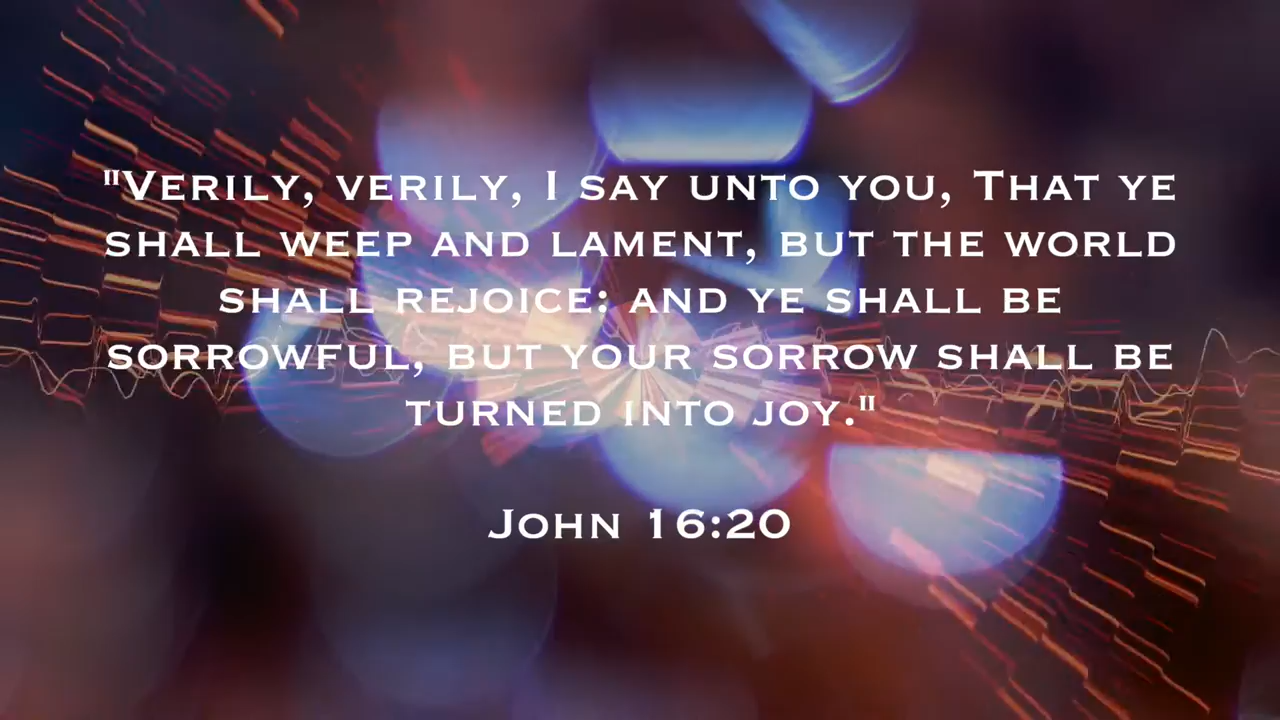 "Verily, verily, I say unto you, That ye
shall weep and lament, but the world
shall rejoice: and ye shall be
sorrowful, but your sorrow shall be
turned into joy."
John 16:20